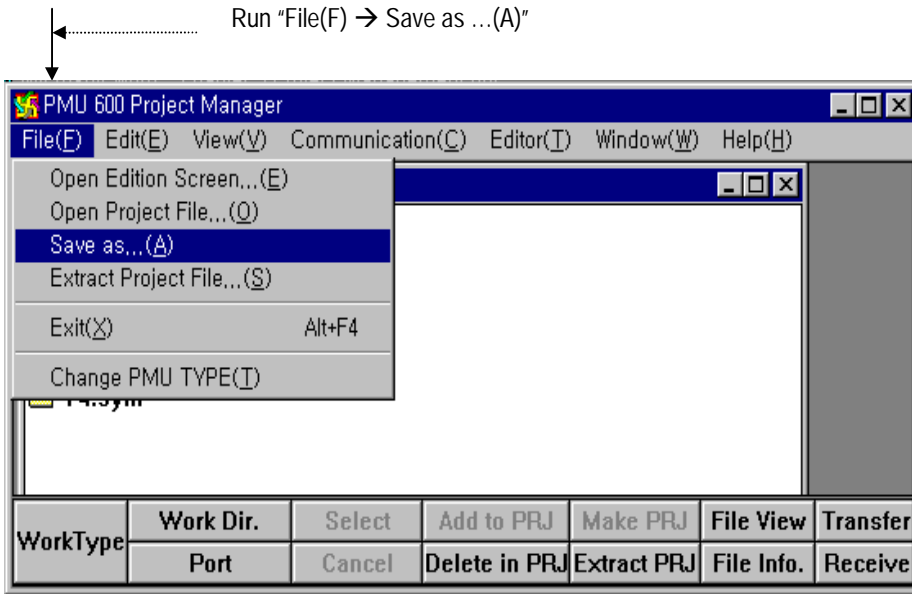 Run “File(F) → Save as …(A)”
PMU 600 Project Manager
File(F) Edit(E) View(V) Communication(C) Editor(T) Window(W) Help(H)
Open Edition Screen,,,(E)
Open Project File,,,(O)
Save as,,,(A)
Extract Project File,,,(S)
Exit(X) Alt+F4
Change PMU TYPE(T)
WorkType Work Dir. Select Add to PRJ Make PRJ File View Transfer
Port Cancel Delete in PRJ Extract PRJ File Info. Receive